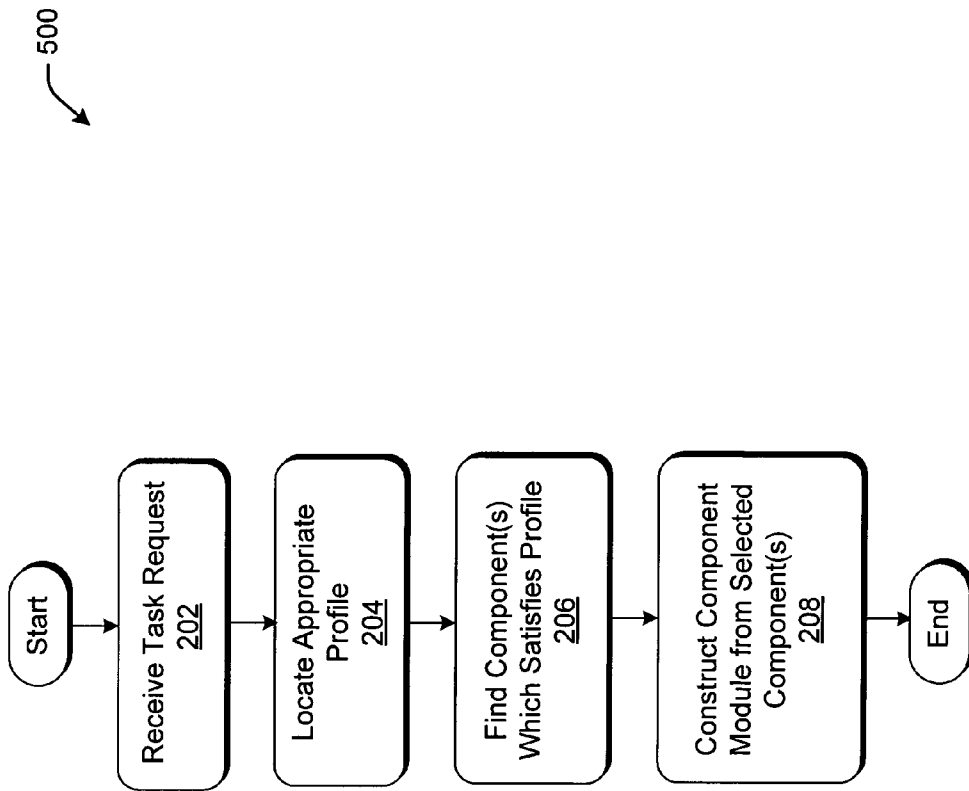 500
Start
Receive Task Request
202
Locate Appropriate
Profile
204
Find Component(s)
Which Satisfies Profile
206
Construct Component
Module from Selected
Component(s)
208
End